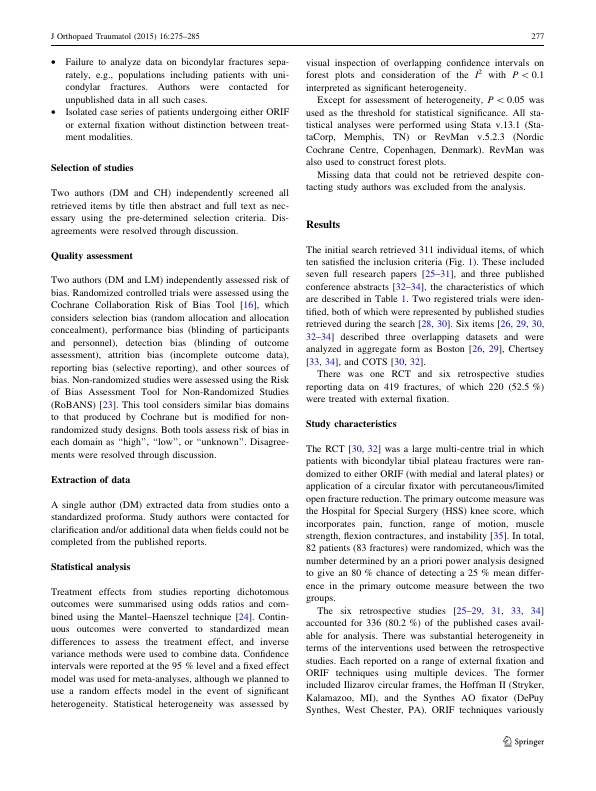 J Orthopaed Traumatol (2015) 16:275–285
277
• Failure to analyze data on bicondylar fractures sepa-
rately, e.g., populations including patients with uni-
condylar fractures. Authors were contacted for
unpublished data in all such cases.
• Isolated case series of patients undergoing either ORIF
or external fixation without distinction between treat-
ment modalities.
Selection of studies
Two authors (DM and CH) independently screened all
retrieved items by title then abstract and full text as nec-
essary using the pre-determined selection criteria. Dis-
agreements were resolved through discussion.
Quality assessment
Two authors (DM and LM) independently assessed risk of
bias. Randomized controlled trials were assessed using the
Cochrane Collaboration Risk of Bias Tool [16], which
considers selection bias (random allocation and allocation
concealment), performance bias (blinding of participants
and personnel), detection bias (blinding of outcome
assessment), attrition bias (incomplete outcome data),
reporting bias (selective reporting), and other sources of
bias. Non-randomized studies were assessed using the Risk
of Bias Assessment Tool for Non-Randomized Studies
(RoBANS) [23]. This tool considers similar bias domains
to that produced by Cochrane but is modified for non-
randomized study designs. Both tools assess risk of bias in
each domain as ‘‘high’’, ‘‘low’’, or ‘‘unknown’’. Disagree-
ments were resolved through discussion.
Extraction of data
A single author (DM) extracted data from studies onto a
standardized proforma. Study authors were contacted for
clarification and/or additional data when fields could not be
completed from the published reports.
Statistical analysis
Treatment effects from studies reporting dichotomous
outcomes were summarised using odds ratios and com-
bined using the Mantel–Haenszel technique [24]. Contin-
uous outcomes were converted to standardized mean
differences to assess the treatment effect, and inverse
variance methods were used to combine data. Confidence
intervals were reported at the 95 % level and a fixed effect
model was used for meta-analyses, although we planned to
use a random effects model in the event of significant
heterogeneity. Statistical heterogeneity was assessed by
visual inspection of overlapping confidence intervals on
forest plots and consideration of the I² with P < 0.1
interpreted as significant heterogeneity.
Except for assessment of heterogeneity, P < 0.05 was
used as the threshold for statistical significance. All sta-
tistical analyses were performed using Stata v.13.1 (Sta-
taCorp, Memphis, TN) or RevMan v.5.2.3 (Nordic
Cochrane Centre, Copenhagen, Denmark). RevMan was
also used to construct forest plots.
Missing data that could not be retrieved despite con-
tacting study authors was excluded from the analysis.
Results
The initial search retrieved 311 individual items, of which
ten satisfied the inclusion criteria (Fig. 1). These included
seven full research papers [25–31], and three published
conference abstracts [32–34], the characteristics of which
are described in Table 1. Two registered trials were iden-
tified, both of which were represented by published studies
retrieved during the search [28, 30]. Six items [26, 29, 30,
32–34] described three overlapping datasets and were
analyzed in aggregate form as Boston [26, 29], Chertsey
[33, 34], and COTS [30, 32].
There was one RCT and six retrospective studies
reporting data on 419 fractures, of which 220 (52.5 %)
were treated with external fixation.
Study characteristics
The RCT [30, 32] was a large multi-centre trial in which
patients with bicondylar tibial plateau fractures were ran-
domized to either ORIF (with medial and lateral plates) or
application of a circular fixator with percutaneous/limited
open fracture reduction. The primary outcome measure was
the Hospital for Special Surgery (HSS) knee score, which
incorporates pain, function, range of motion, muscle
strength, flexion contractures, and instability [35]. In total,
82 patients (83 fractures) were randomized, which was the
number determined by an a priori power analysis designed
to give an 80 % chance of detecting a 25 % mean differ-
ence in the primary outcome measure between the two
groups.
The six retrospective studies [25–29, 31, 33, 34]
accounted for 336 (80.2 %) of the published cases avail-
able for analysis. There was substantial heterogeneity in
terms of the interventions used between the retrospective
studies. Each reported on a range of external fixation and
ORIF techniques using multiple devices. The former
included Ilizarov circular frames, the Hoffman II (Stryker,
Kalamazoo, MI), and the Synthes AO fixator (DePuy
Synthes, West Chester, PA). ORIF techniques variously
Springer